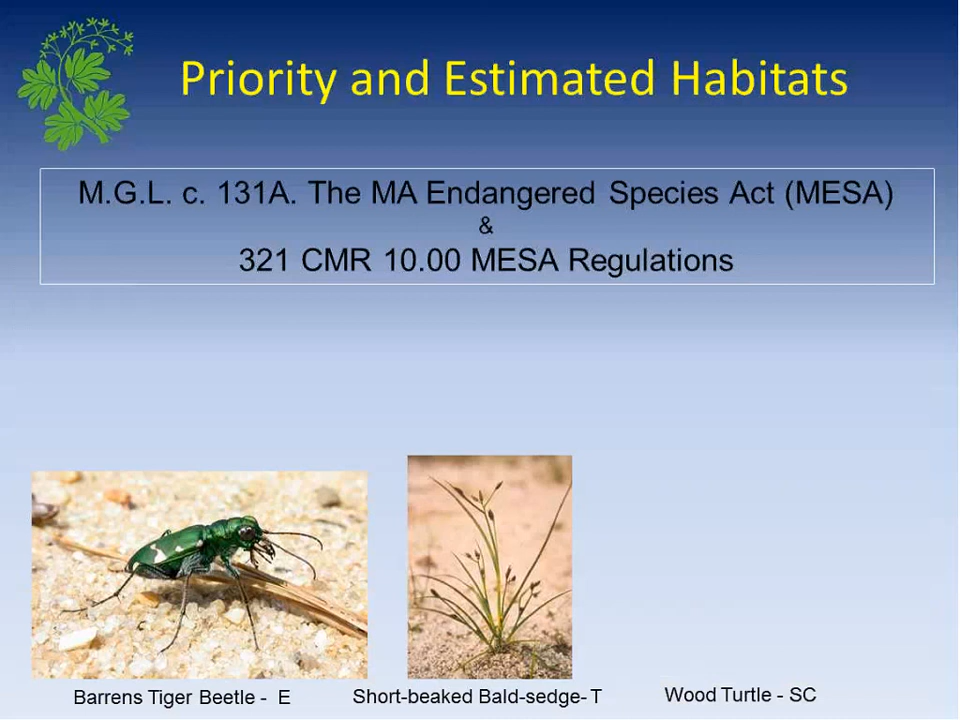 Priority and Estimated Habitats
M.G.L. c. 131A. The MA Endangered Species Act (MESA)
&
321 CMR 10.00 MESA Regulations
Barrens Tiger Beetle - E
Short-beaked Bald-sedge- T
Wood Turtle - SC